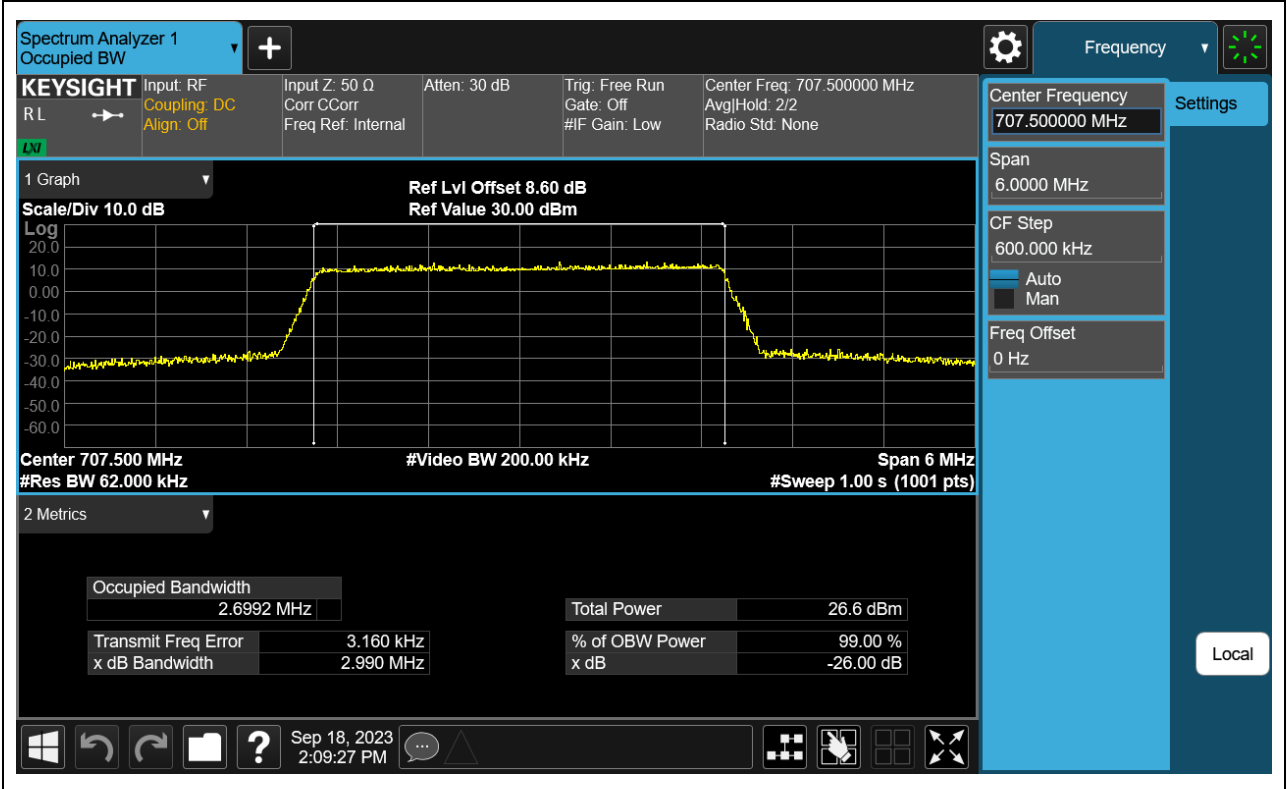 Spectrum Analyzer 1
Occupied BW
Frequency
KEYSIGHT
R L
LXI
Input: RF
Coupling: DC
Align: Off
Input Z: 50 Ω
Corr CCorr
Freq Ref: Internal
Atten: 30 dB
Trig: Free Run
Gate: Off
#IF Gain: Low
Center Freq: 707.500000 MHz
Avg|Hold: 2/2
Radio Std: None
Center Frequency
707.500000 MHz
Settings
Span
6.0000 MHz
CF Step
600.000 kHz
Auto
Man
Freq Offset
0 Hz
Local
1 Graph
Scale/Div 10.0 dB
Ref Lvl Offset 8.60 dB
Ref Value 30.00 dBm
Log
20.0
10.0
0.00
-10.0
-20.0
-30.0
-40.0
-50.0
-60.0
Center 707.500 MHz
#Video BW 200.00 kHz
Span 6 MHz
#Res BW 62.000 kHz
#Sweep 1.00 s (1001 pts)
2 Metrics
Occupied Bandwidth
2.6992 MHz
Total Power 26.6 dBm
Transmit Freq Error 3.160 kHz
% of OBW Power 99.00 %
x dB Bandwidth 2.990 MHz
x dB -26.00 dB
?
Sep 18, 2023
2:09:27 PM